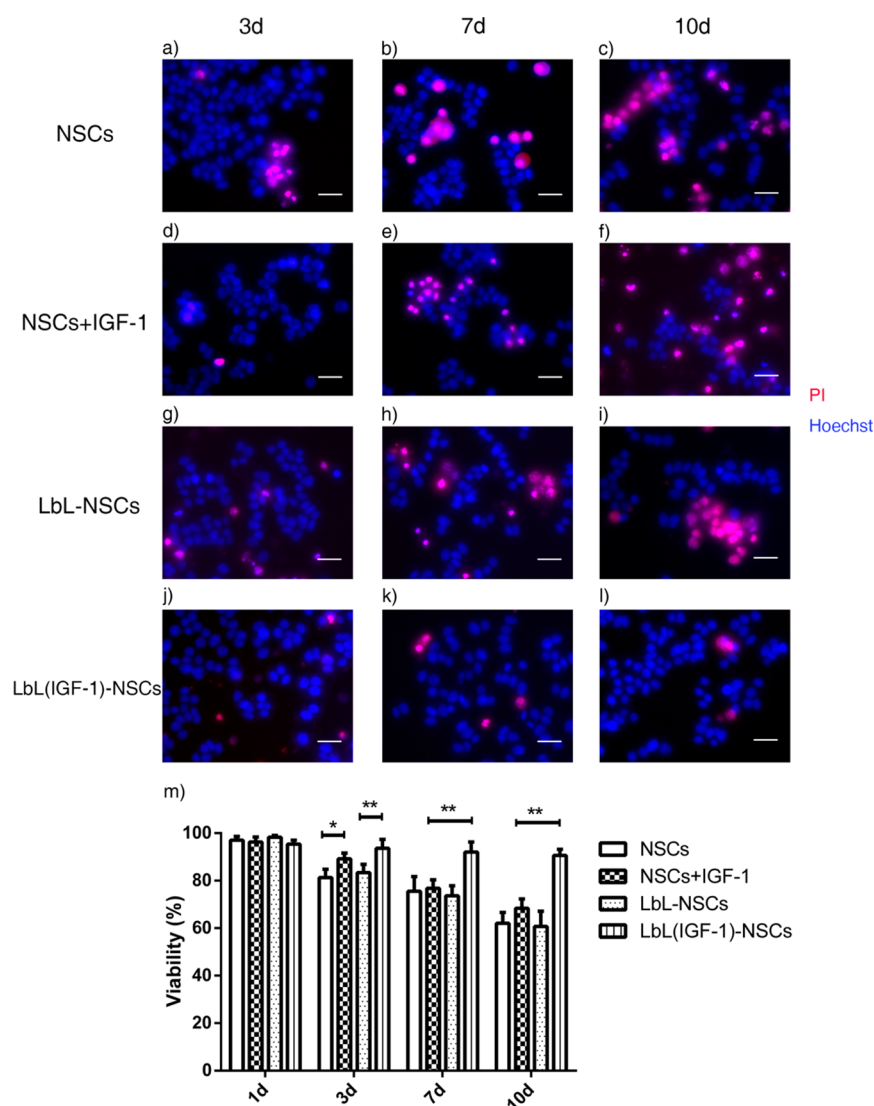 3d 7d 10d
a) b) c)
NSCs
d) e) f)
NSCs+IGF-1
PI
Hoechst
g) h) i)
LbL-NSCs
j) k) l)
LbL(IGF-1)-NSCs
m)
* ** ** **
100
80
60
40
20
0
Viability (%)
1d 3d 7d 10d
NSCs
NSCs+IGF-1
LbL-NSCs
LbL(IGF-1)-NSCs